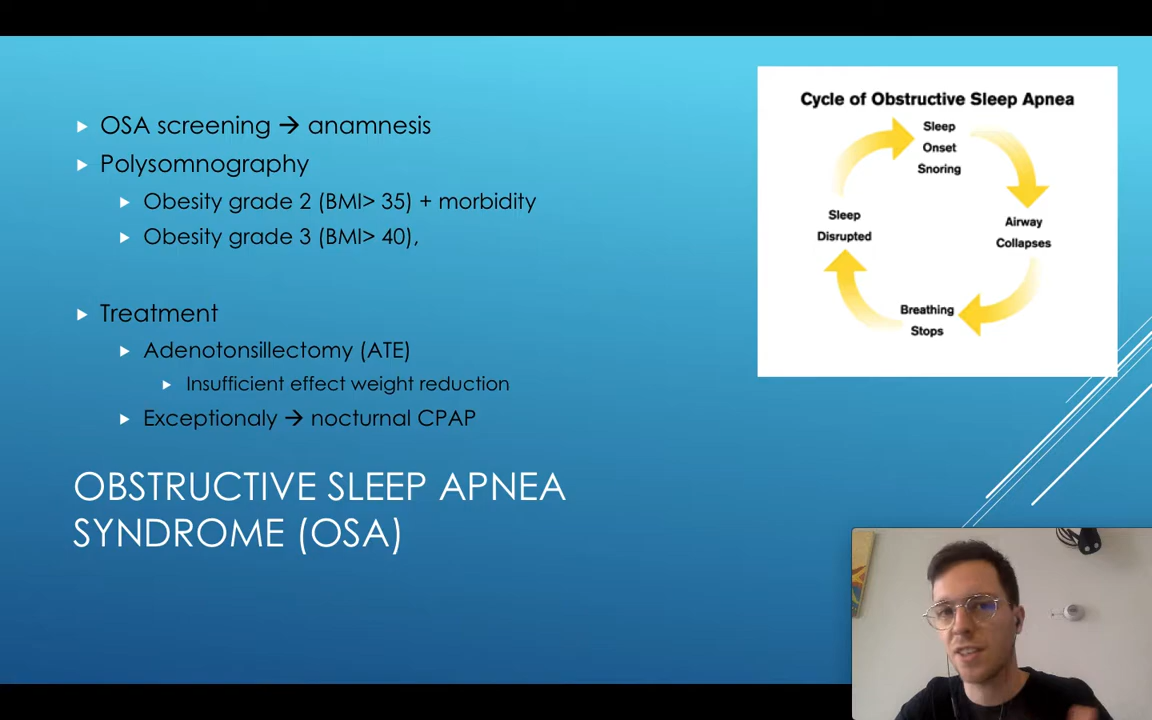 OSA screening → anamnesis
Polysomnography
Obesity grade 2 (BMI> 35) + morbidity
Obesity grade 3 (BMI> 40),
Treatment
Adenotonsillectomy (ATE)
Insufficient effect weight reduction
Exceptionaly → nocturnal CPAP
OBSTRUCTIVE SLEEP APNEA
SYNDROME (OSA)
Cycle of Obstructive Sleep Apnea
Sleep
Onset
Snoring
Airway
Collapses
Breathing
Stops
Sleep
Disrupted